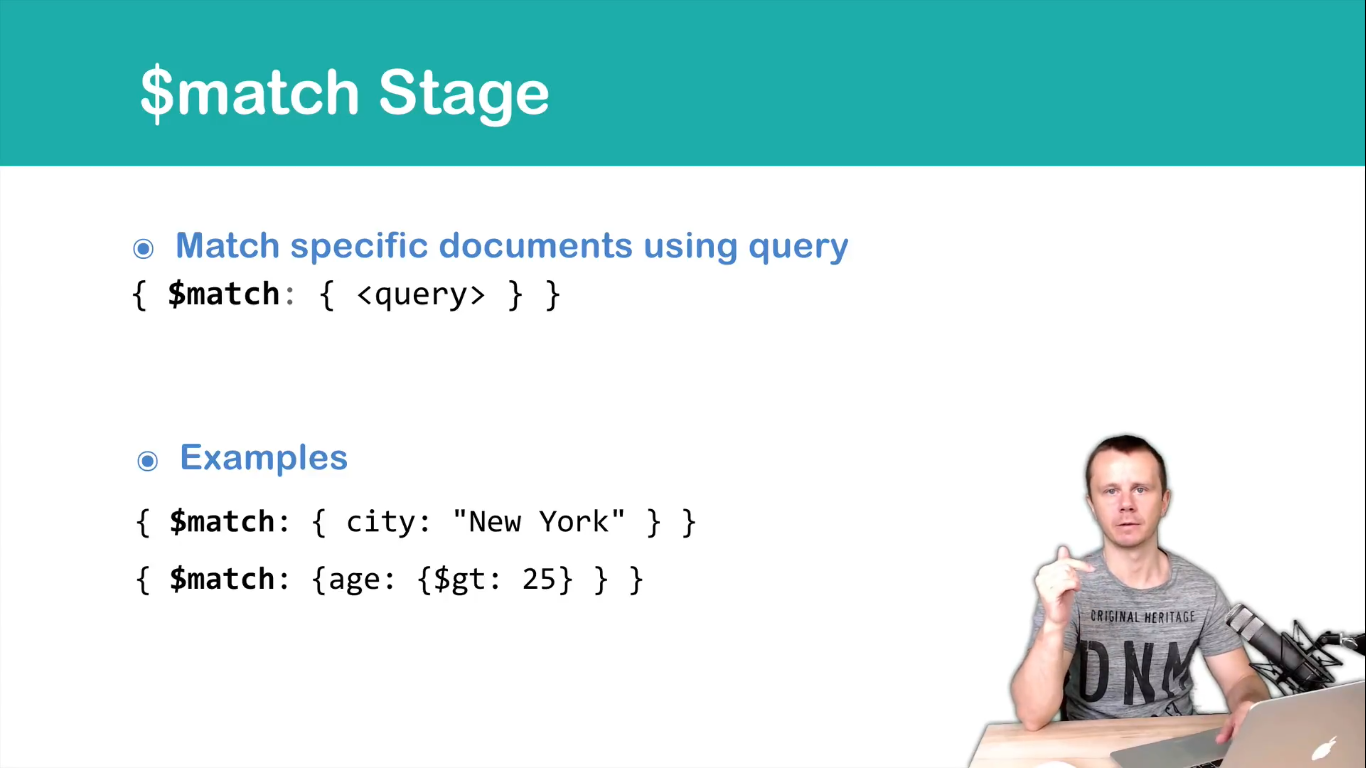 $match Stage
◉ Match specific documents using query
{ $match: { <query> } }
◉ Examples
{ $match: { city: "New York" } }
{ $match: {age: {$gt: 25} } }
ORIGINAL HERITAGE
DNM